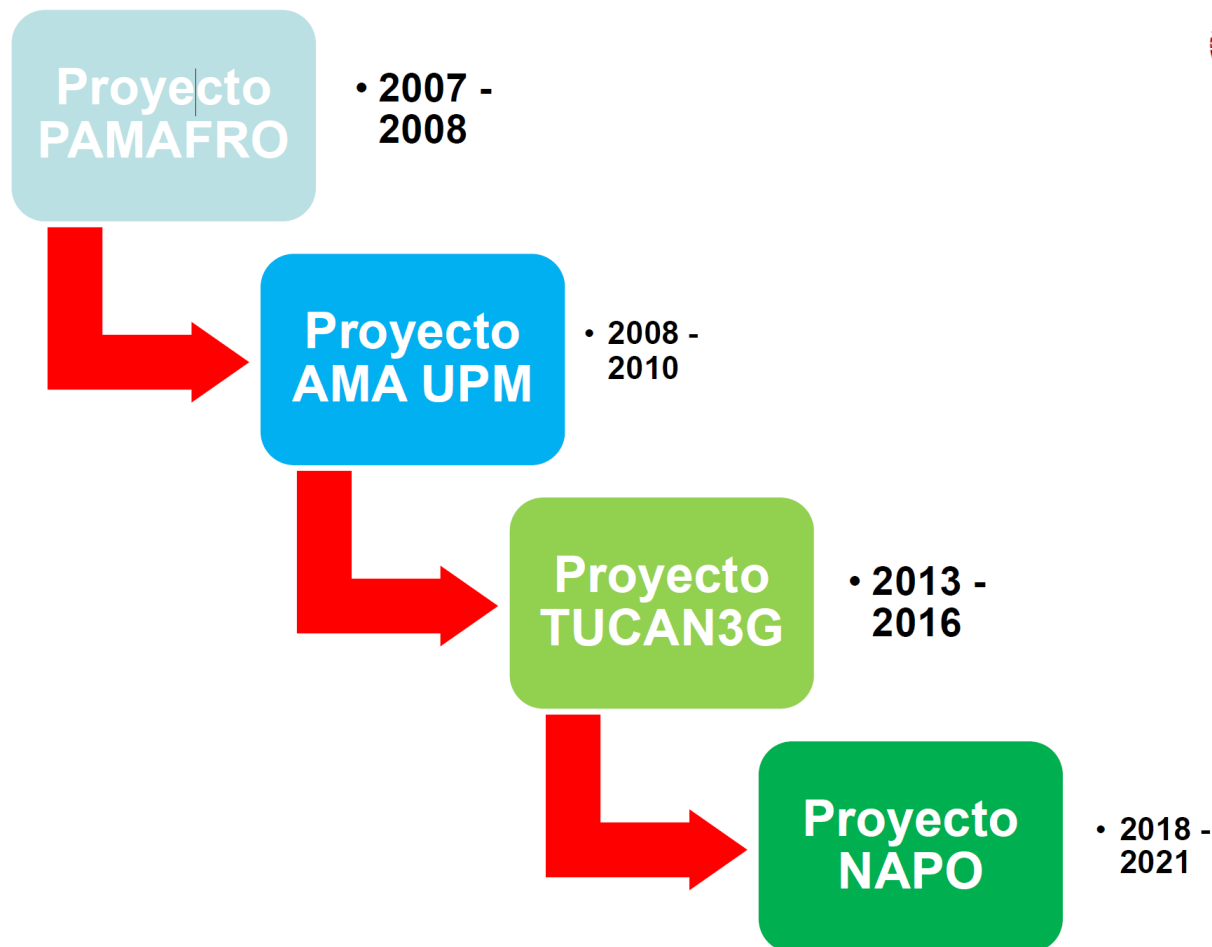 Proyecto
PAMAFRO
• 2007 -
2008
Proyecto
AMA UPM
• 2008 -
2010
Proyecto
TUCAN3G
• 2013 -
2016
Proyecto
NAPO
• 2018 -
2021